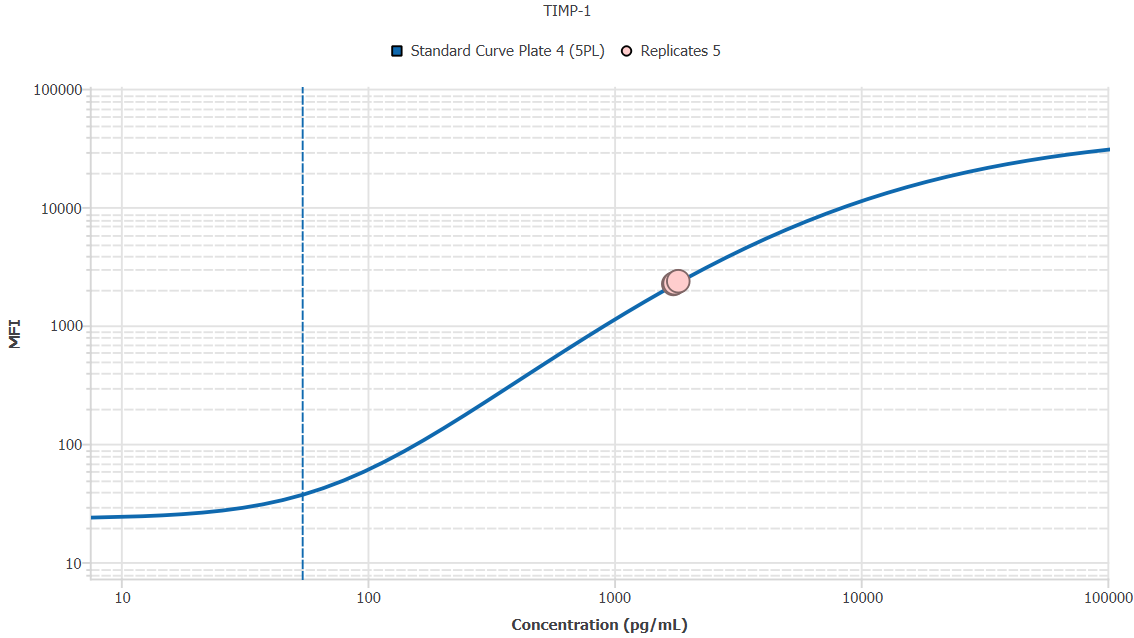 TIMP-1
Standard Curve Plate 4 (5PL) Replicates 5
100000
10000
1000
100
10
MFI
10 100 1000 10000 100000
Concentration (pg/mL)